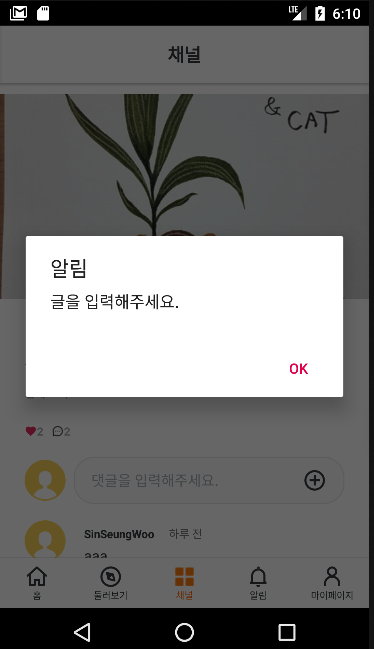 LTE 6:10
채널
& CAT
알림
글을 입력해주세요.
OK
2 2
댓글을 입력해주세요.
SinSeungWoo 하루 전
aaa
홈 둘러보기 채널 알림 마이페이지